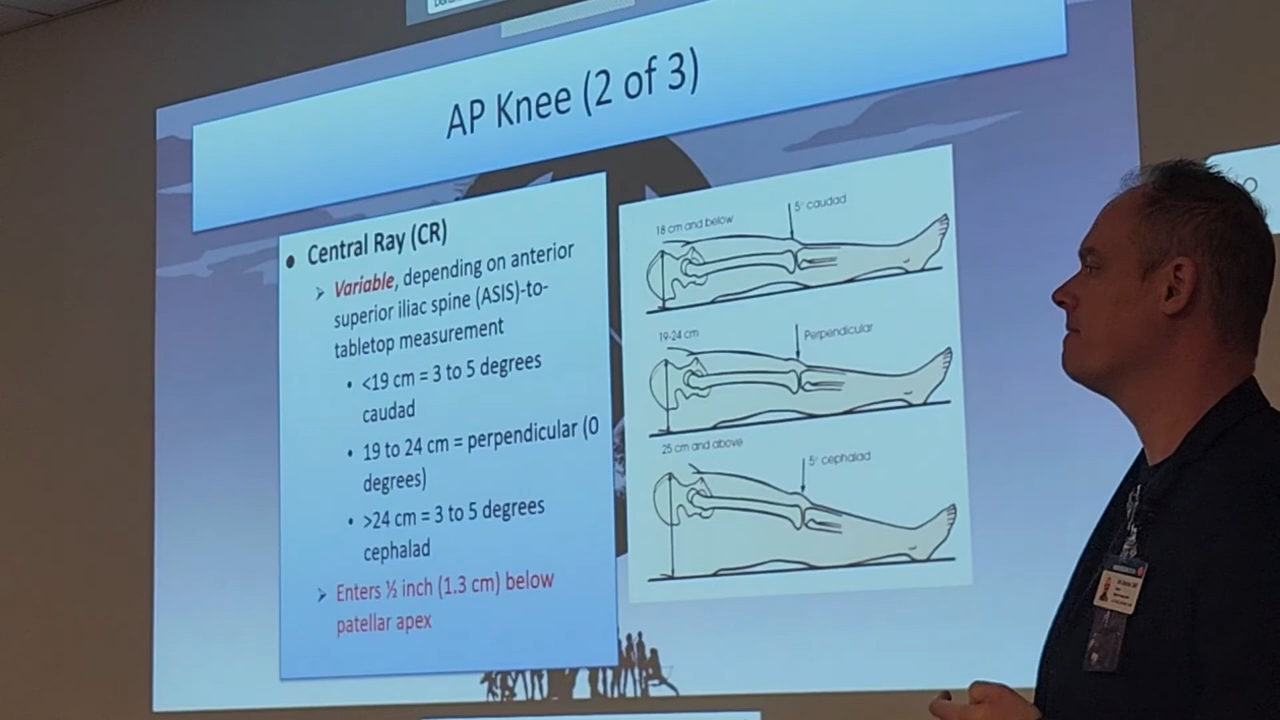 AP Knee (2 of 3)
Central Ray (CR)
Variable, depending on anterior
superior iliac spine (ASIS)-to-
tabletop measurement
<19 cm = 3 to 5 degrees
caudad
19 to 24 cm = perpendicular (0
degrees)
>24 cm = 3 to 5 degrees
cephalad
Enters ½ inch (1.3 cm) below
patellar apex
18 cm and below
5° caudad
19-24 cm
Perpendicular
25 cm and above
5° cephalad